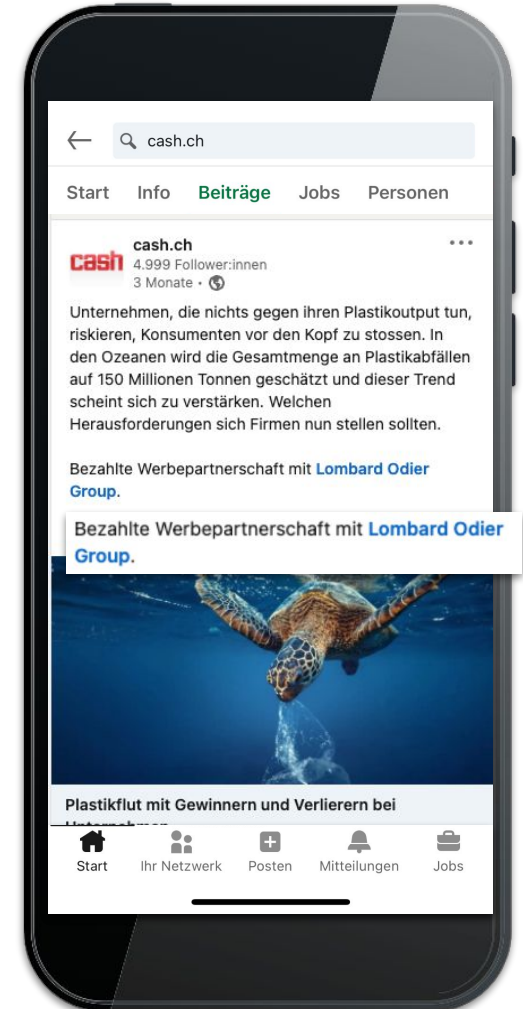 cash.ch
Start Info Beiträge Jobs Personen
cash
cash.ch
4.999 Follower:innen
3 Monate •
Unternehmen, die nichts gegen ihren Plastikoutput tun,
riskieren, Konsumenten vor den Kopf zu stossen. In
den Ozeanen wird die Gesamtmenge an Plastikabfällen
auf 150 Millionen Tonnen geschätzt und dieser Trend
scheint sich zu verstärken. Welchen
Herausforderungen sich Firmen nun stellen sollten.
Bezahlte Werbepartnerschaft mit Lombard Odier
Group.
Bezahlte Werbepartnerschaft mit Lombard Odier
Group.
Plastikflut mit Gewinnern und Verlierern bei
Start Ihr Netzwerk Posten Mitteilungen Jobs